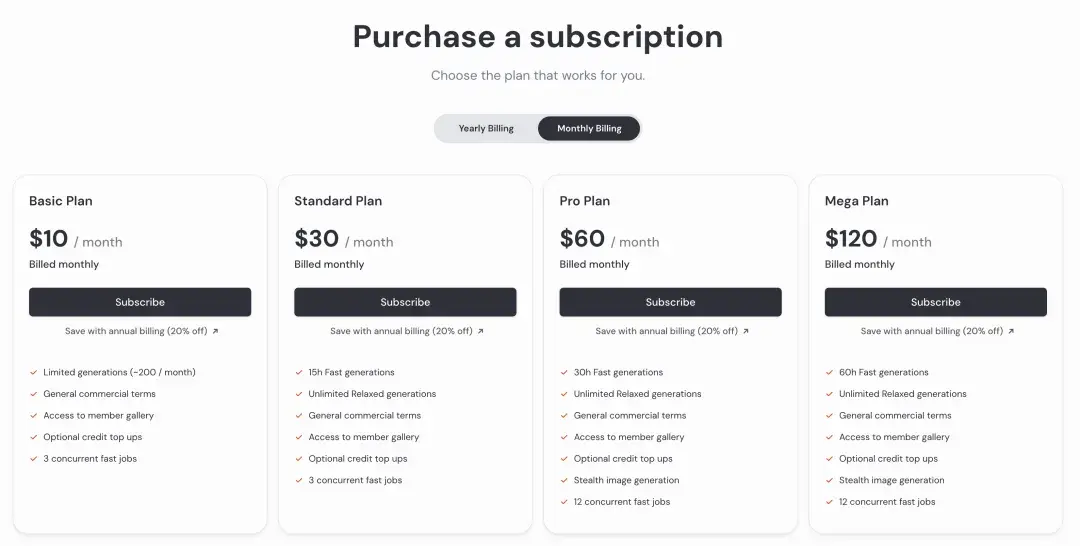 Purchase a subscription
Choose the plan that works for you.
Yearly Billing
Monthly Billing
Basic Plan
$10 / month
Billed monthly
Subscribe
Save with annual billing (20% off) ↗
✓ Limited generations (~200 / month)
✓ General commercial terms
✓ Access to member gallery
✓ Optional credit top ups
✓ 3 concurrent fast jobs
Standard Plan
$30 / month
Billed monthly
Subscribe
Save with annual billing (20% off) ↗
✓ 15h Fast generations
✓ Unlimited Relaxed generations
✓ General commercial terms
✓ Access to member gallery
✓ Optional credit top ups
✓ 3 concurrent fast jobs
Pro Plan
$60 / month
Billed monthly
Subscribe
Save with annual billing (20% off) ↗
✓ 30h Fast generations
✓ Unlimited Relaxed generations
✓ General commercial terms
✓ Access to member gallery
✓ Optional credit top ups
✓ Stealth image generation
✓ 12 concurrent fast jobs
Mega Plan
$120 / month
Billed monthly
Subscribe
Save with annual billing (20% off) ↗
✓ 60h Fast generations
✓ Unlimited Relaxed generations
✓ General commercial terms
✓ Access to member gallery
✓ Optional credit top ups
✓ Stealth image generation
✓ 12 concurrent fast jobs